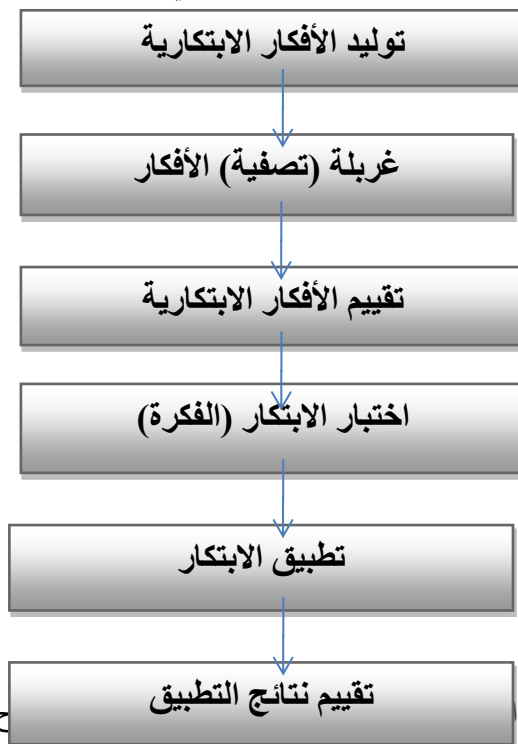 توليد الأفكار الابتكارية
غربلة (تصفية) الأفكار
تقييم الأفكار الابتكارية
اختبار الابتكار (الفكرة)
تطبيق الابتكار
تقييم نتائج التطبيق